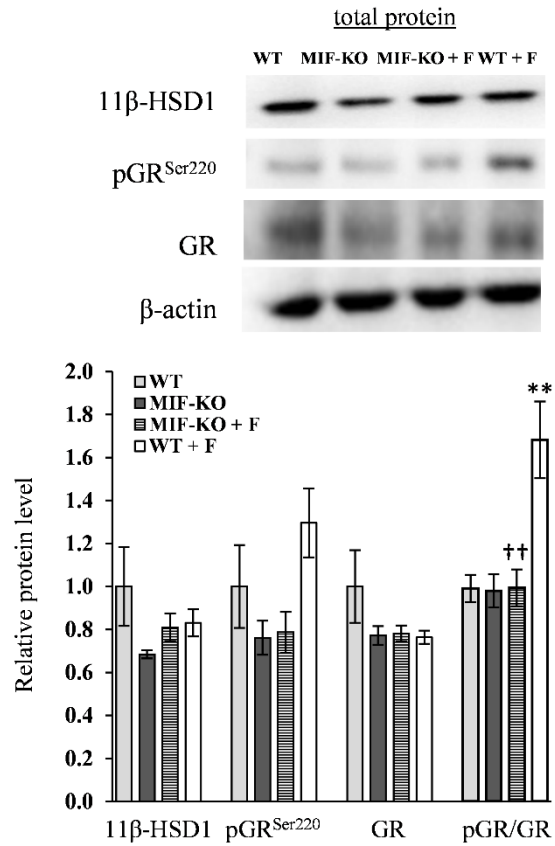 total protein
WT MIF-KO MIF-KO + F WT + F
11β-HSD1
pGRSer220
GR
β-actin
2.0
1.8
1.6
1.4
1.2
1.0
0.8
0.6
0.4
0.2
0.0
Relative protein level
WT
MIF-KO
MIF-KO + F
WT + F
**
††
11β-HSD1 pGRSer220 GR pGR/GR